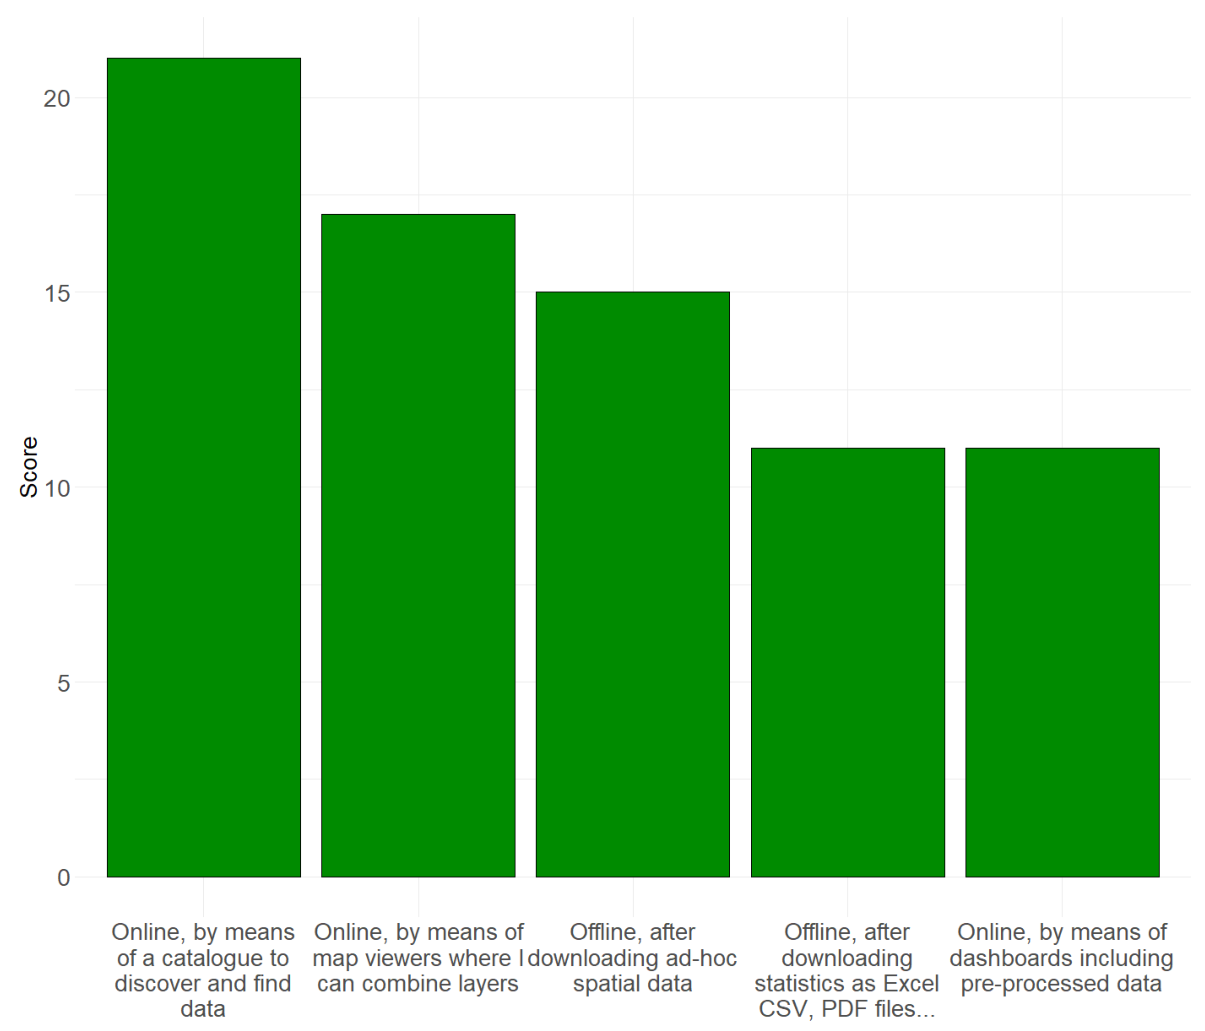 20
15
10
5
0
Score
Online, by means
of a catalogue to
discover and find
data
Online, by means of
map viewers where I
can combine layers
Offline, after
downloading ad-hoc
spatial data
Offline, after
downloading
statistics as Excel
CSV, PDF files...
Online, by means of
dashboards including
pre-processed data